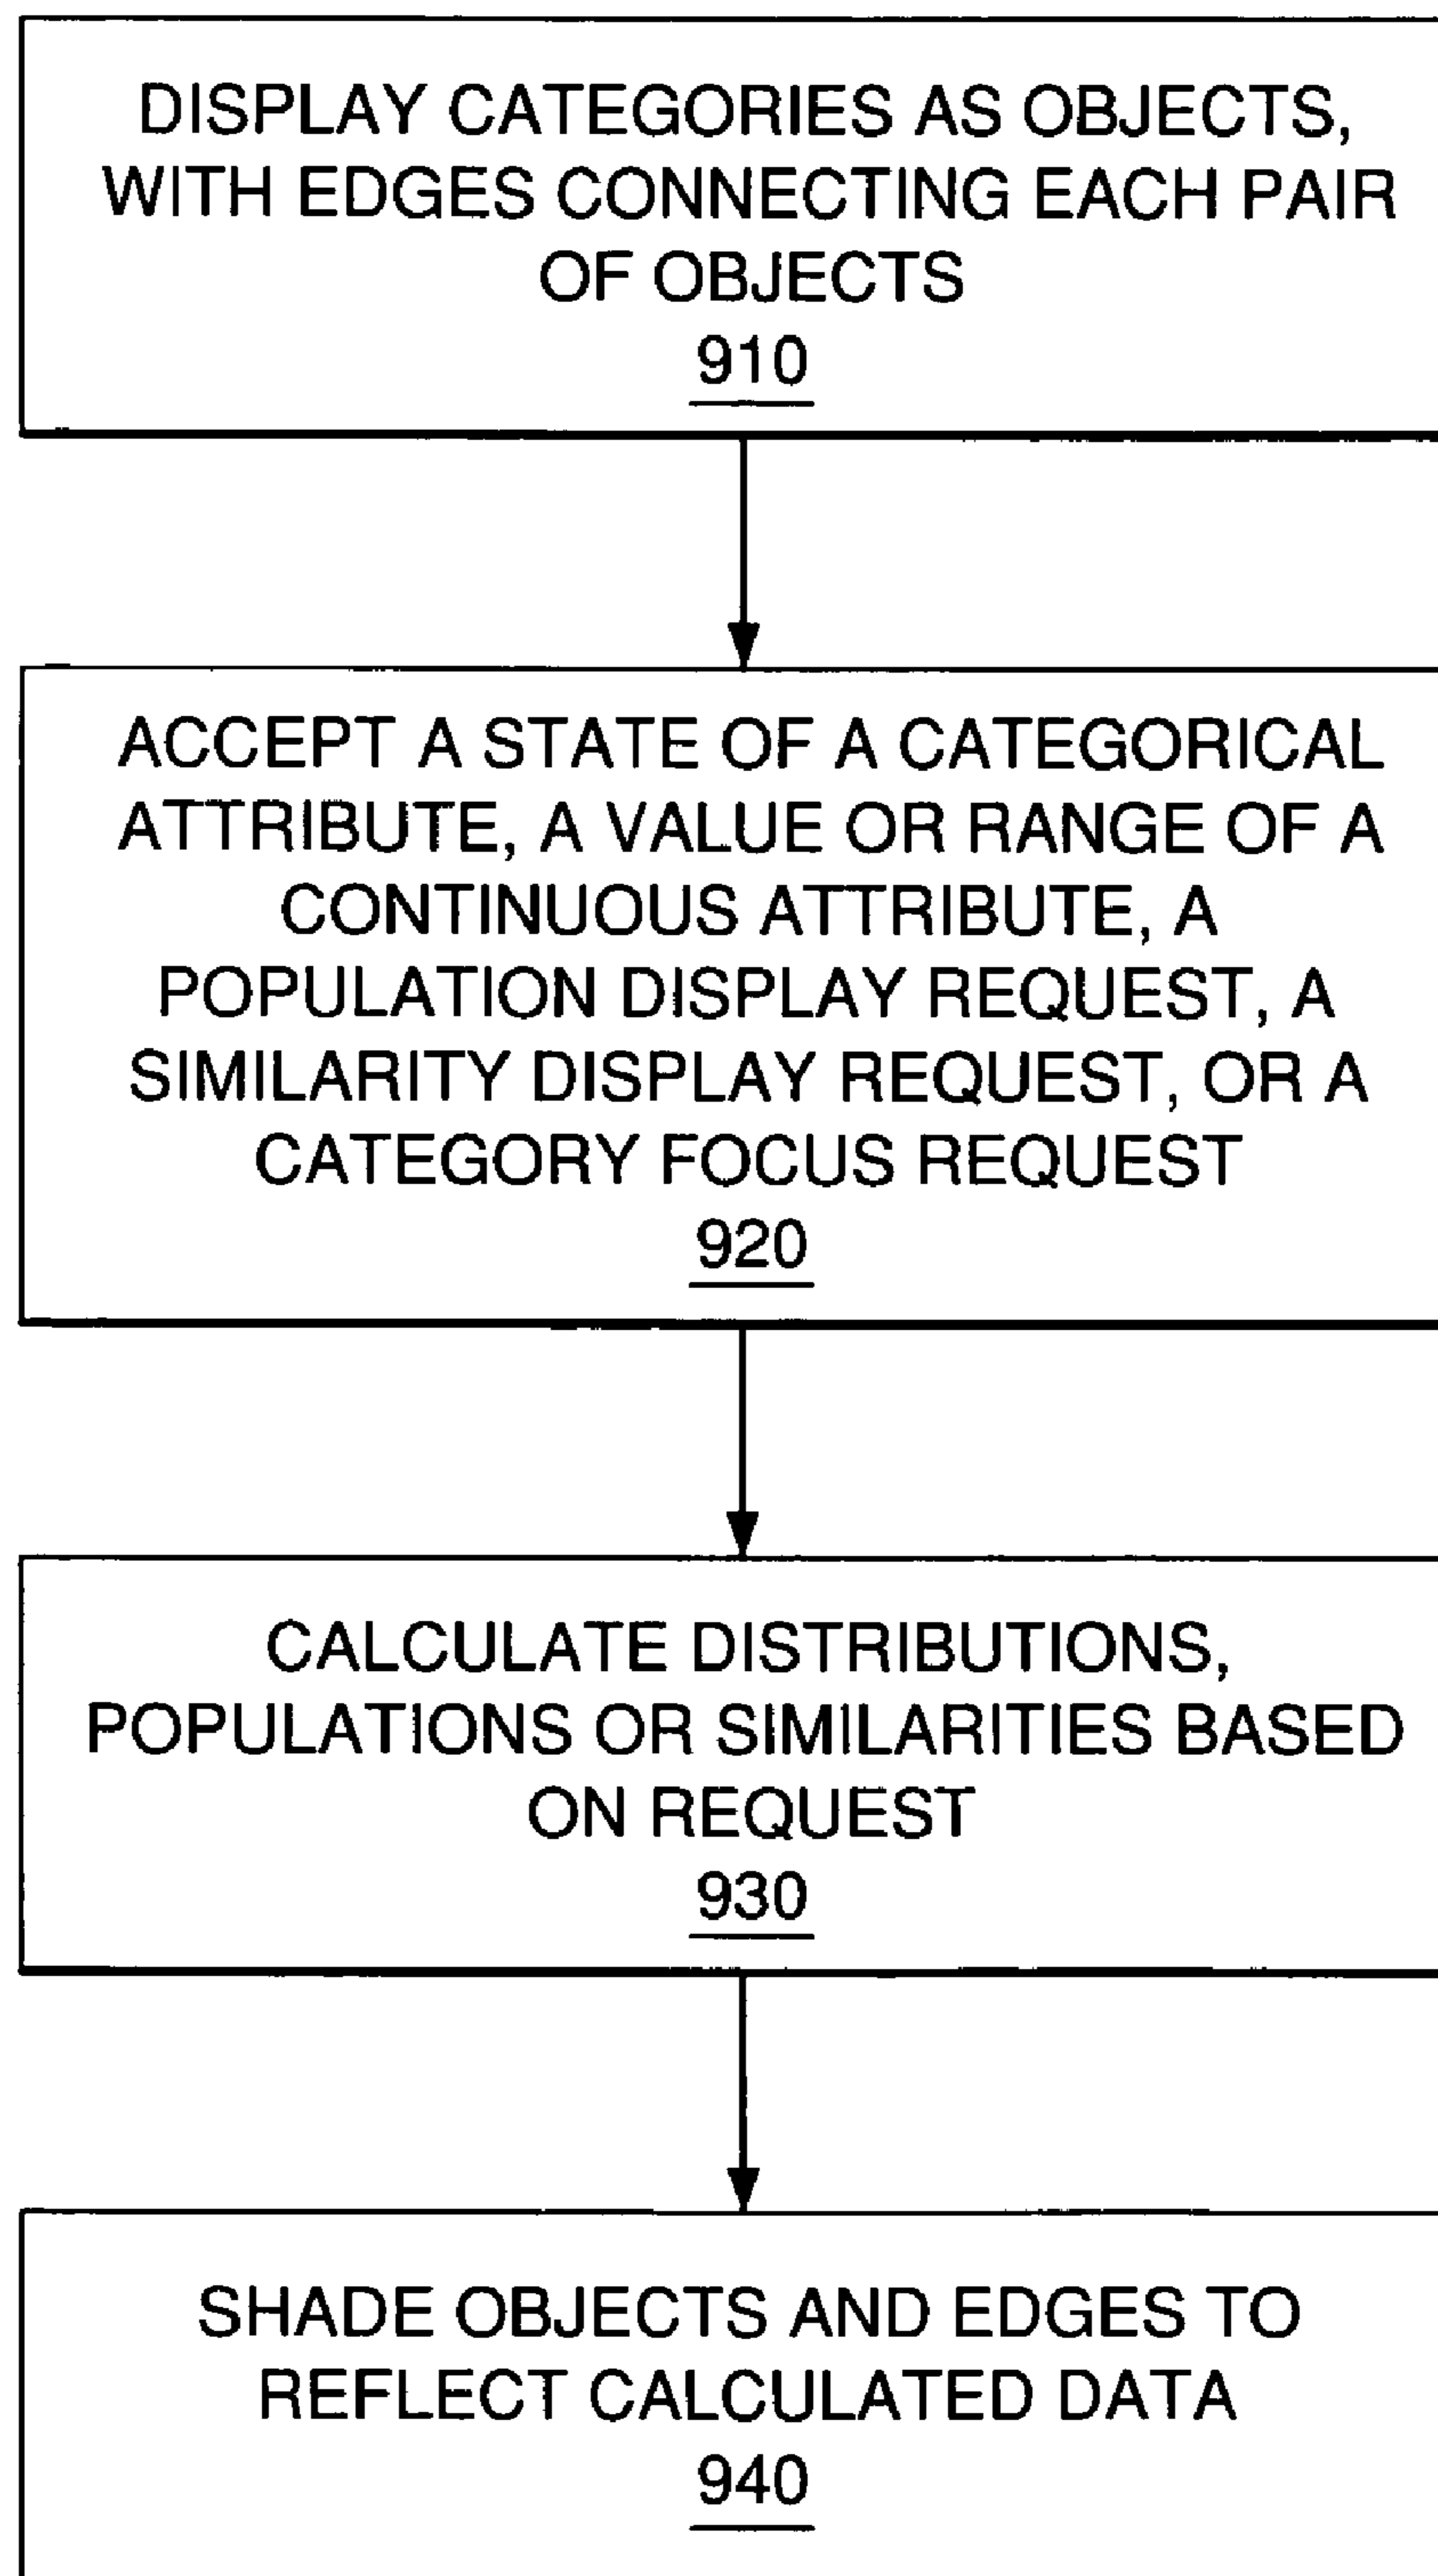 DISPLAY CATEGORIES AS OBJECTS,
WITH EDGES CONNECTING EACH PAIR
OF OBJECTS
910
ACCEPT A STATE OF A CATEGORICAL
ATTRIBUTE, A VALUE OR RANGE OF A
CONTINUOUS ATTRIBUTE, A
POPULATION DISPLAY REQUEST, A
SIMILARITY DISPLAY REQUEST, OR A
CATEGORY FOCUS REQUEST
920
CALCULATE DISTRIBUTIONS,
POPULATIONS OR SIMILARITIES BASED
ON REQUEST
930
SHADE OBJECTS AND EDGES TO
REFLECT CALCULATED DATA
940